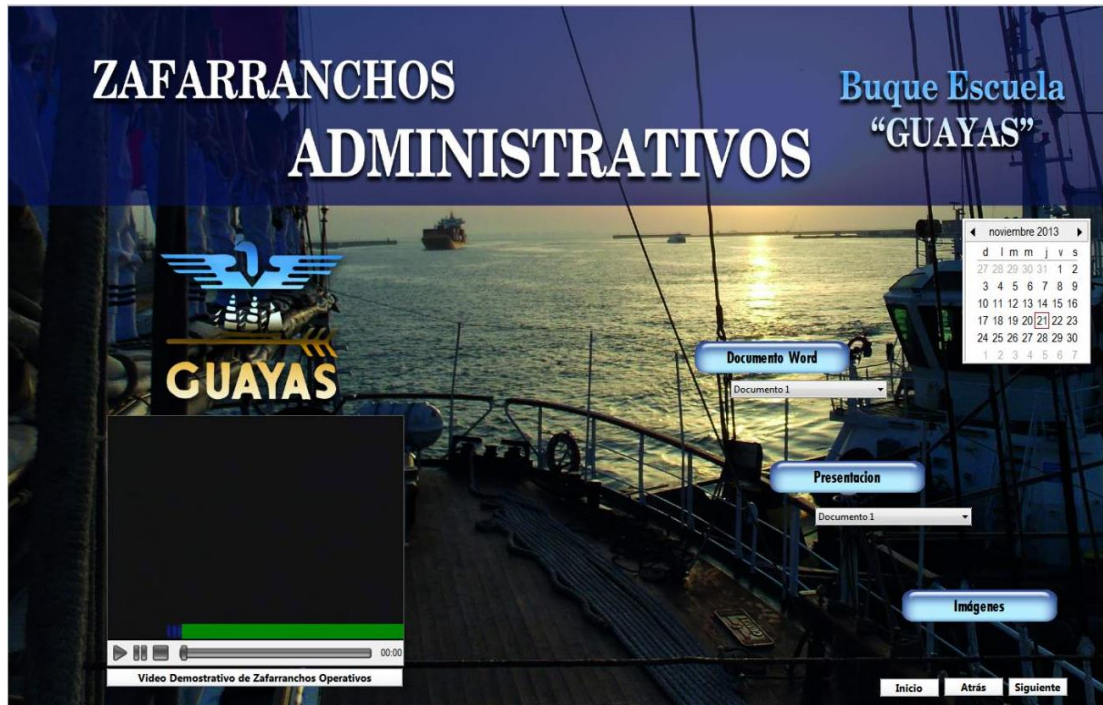 ZAFARRANCHOS
ADMINISTRATIVOS
Buque Escuela
“GUAYAS”
noviembre 2013
d l m m j v s
27 28 29 30 31 1 2
3 4 5 6 7 8 9
10 11 12 13 14 15 16
17 18 19 20 21 22 23
24 25 26 27 28 29 30
1 2 3 4 5 6 7
GUAYAS
Documento Word
Documento 1
Presentacion
Documento 1
Imágenes
00:00
Video Demostrativo de Zafarranchos Operativos
Inicio Atrás Siguiente